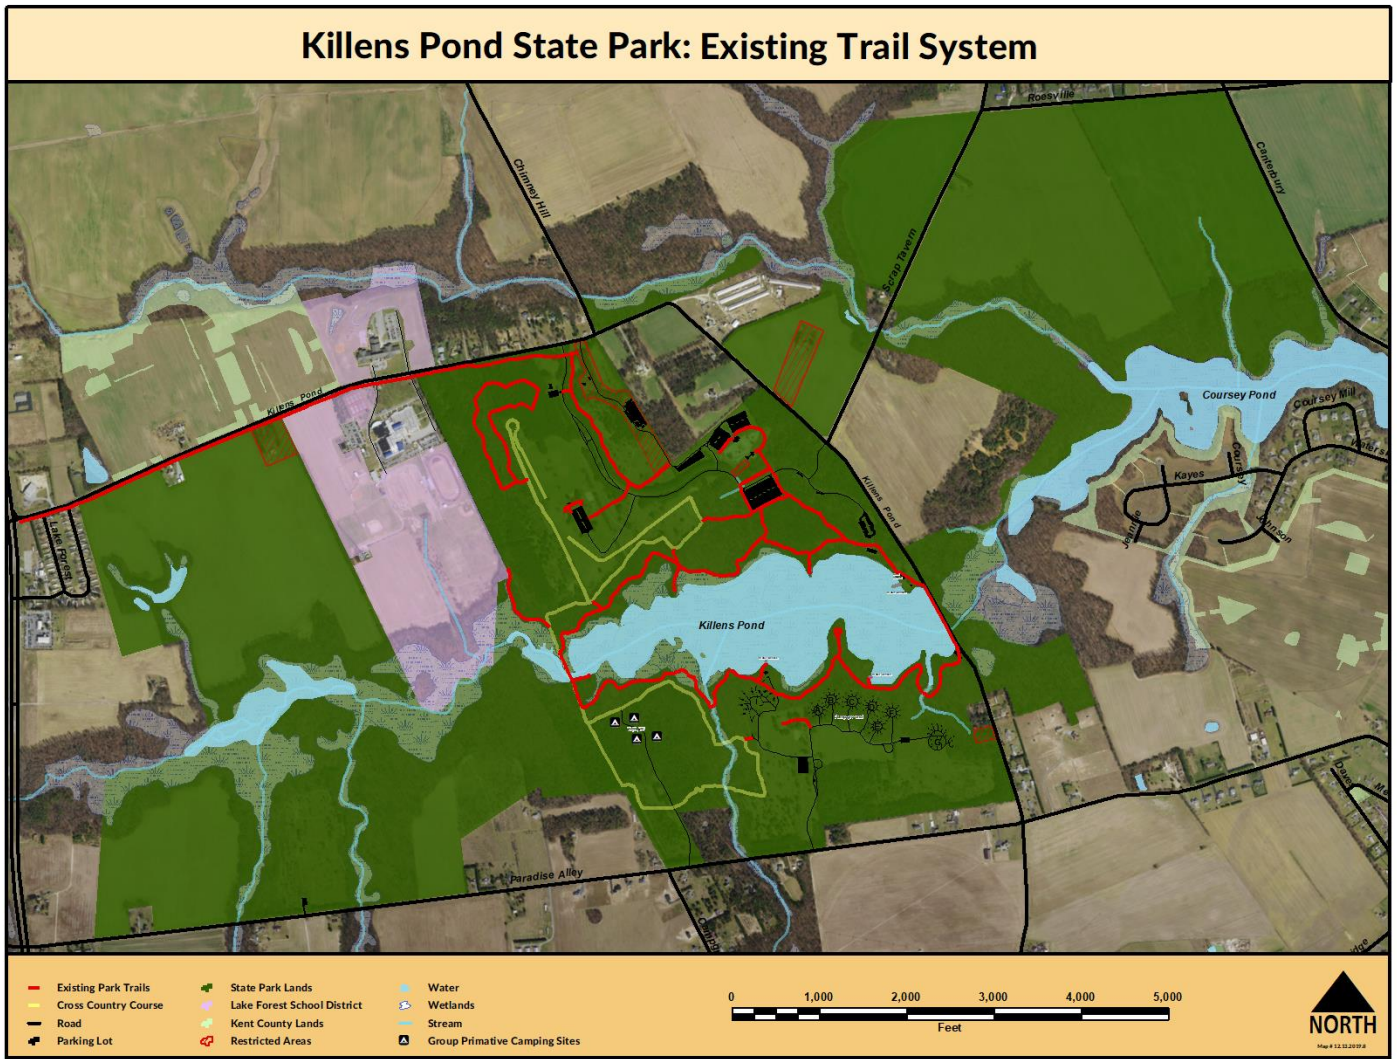 Killens Pond State Park: Existing Trail System
Roesville
Chimney Hill
Canterbury
Scrap Tavern
Killens Pond
Coursey Pond
Coursey Mill
Kayes
Coursey
Jennie
Johnson
Killens Pond
Lake Forest
Killens Pond
Paradise Alley
Existing Park Trails
Cross Country Course
Road
Parking Lot
State Park Lands
Lake Forest School District
Kent County Lands
Restricted Areas
Water
Wetlands
Stream
Group Primative Camping Sites
0 1,000 2,000 3,000 4,000 5,000
Feet
NORTH